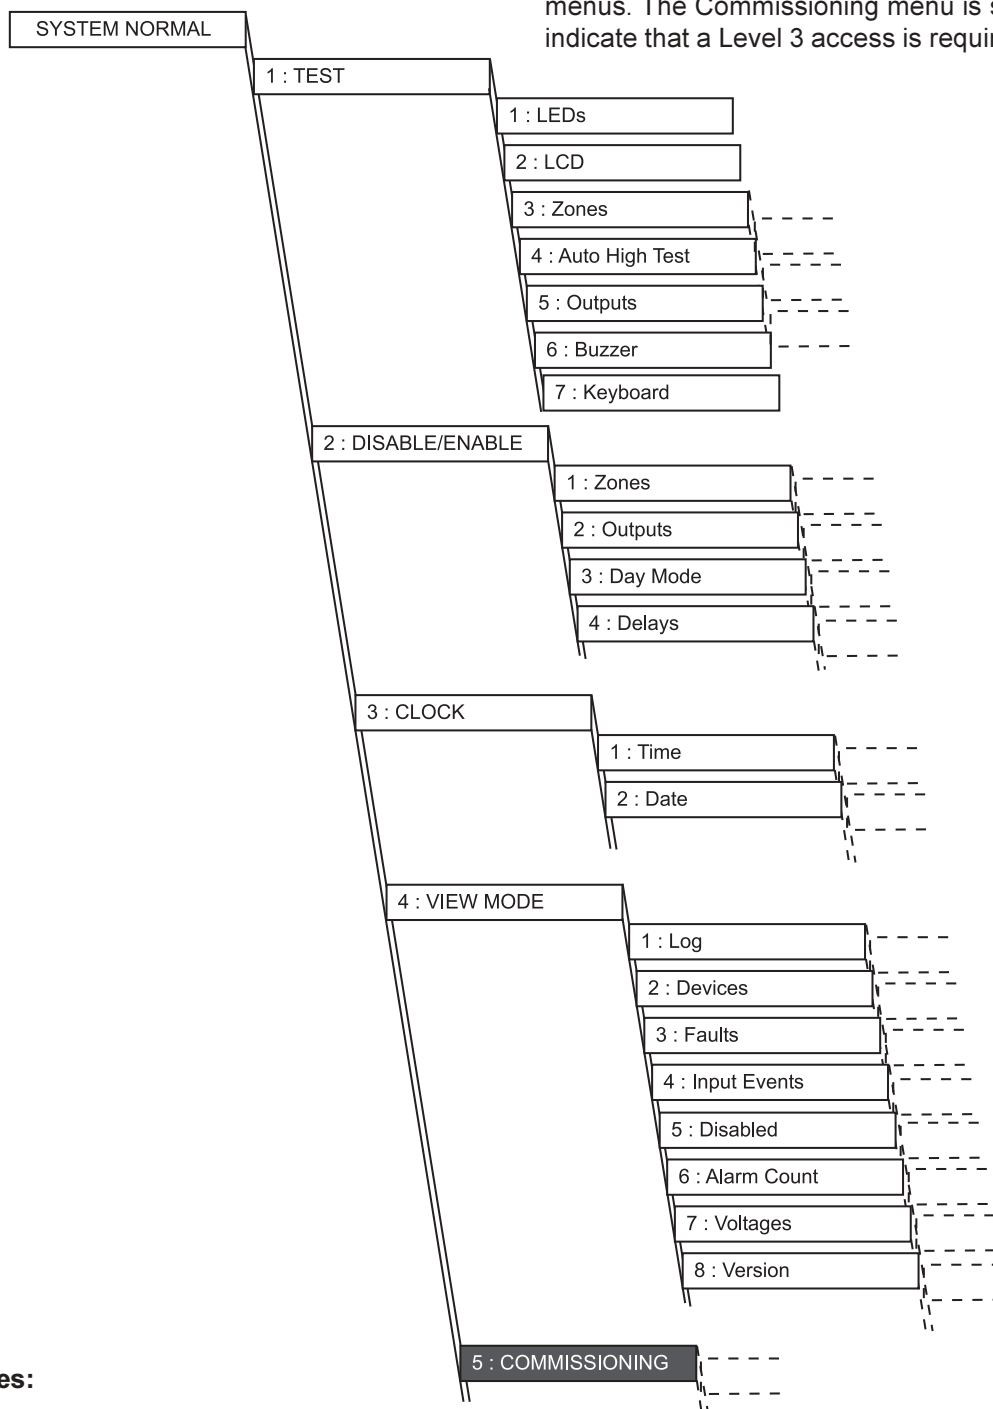 menus. The Commissioning menu is
indicate that a Level 3 access is
SYSTEM NORMAL
1 : TEST
1 : LEDs
2 : LCD
3 : Zones
4 : Auto High Test
5 : Outputs
6 : Buzzer
7 : Keyboard
2 : DISABLE/ENABLE
1 : Zones
2 : Outputs
3 : Day Mode
4 : Delays
3 : CLOCK
1 : Time
2 : Date
4 : VIEW MODE
1 : Log
2 : Devices
3 : Faults
4 : Input Events
5 : Disabled
6 : Alarm Count
7 : Voltages
8 : Version
5 : COMMISSIONING
es: